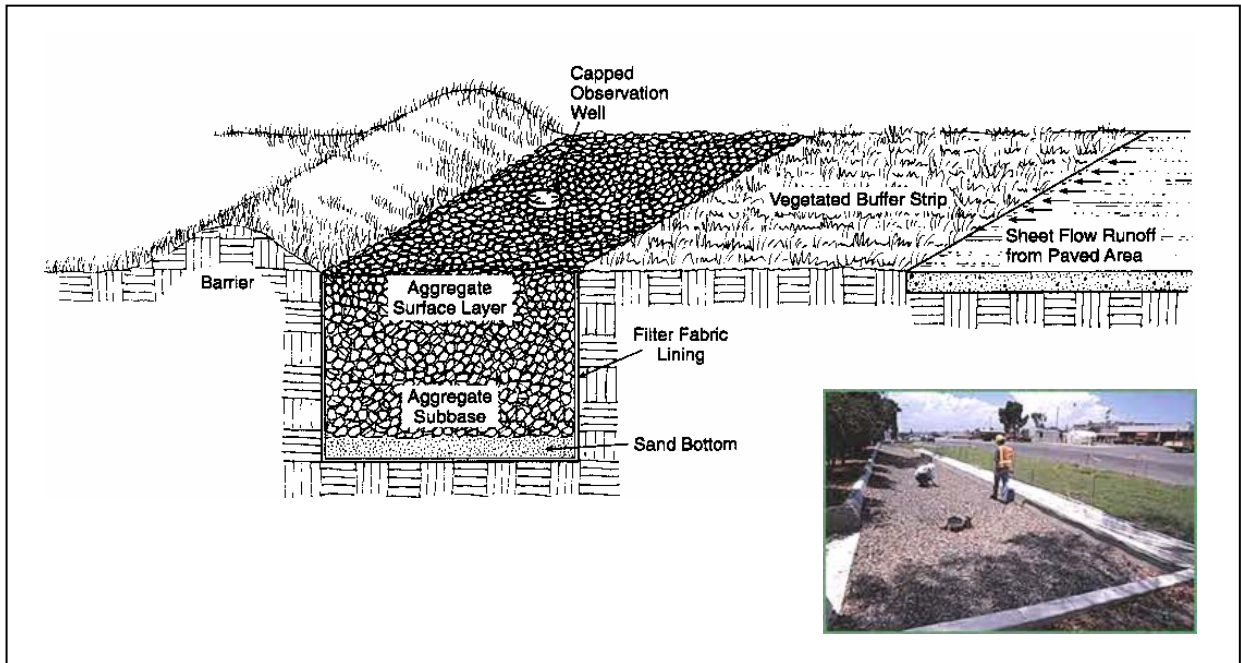 Capped
Observation
Well
Vegetated Buffer Strip
Sheet Flow Runoff
from Paved Area
Barrier
Aggregate
Surface Layer
Filter Fabric
Lining
Aggregate
Subbase
Sand Bottom